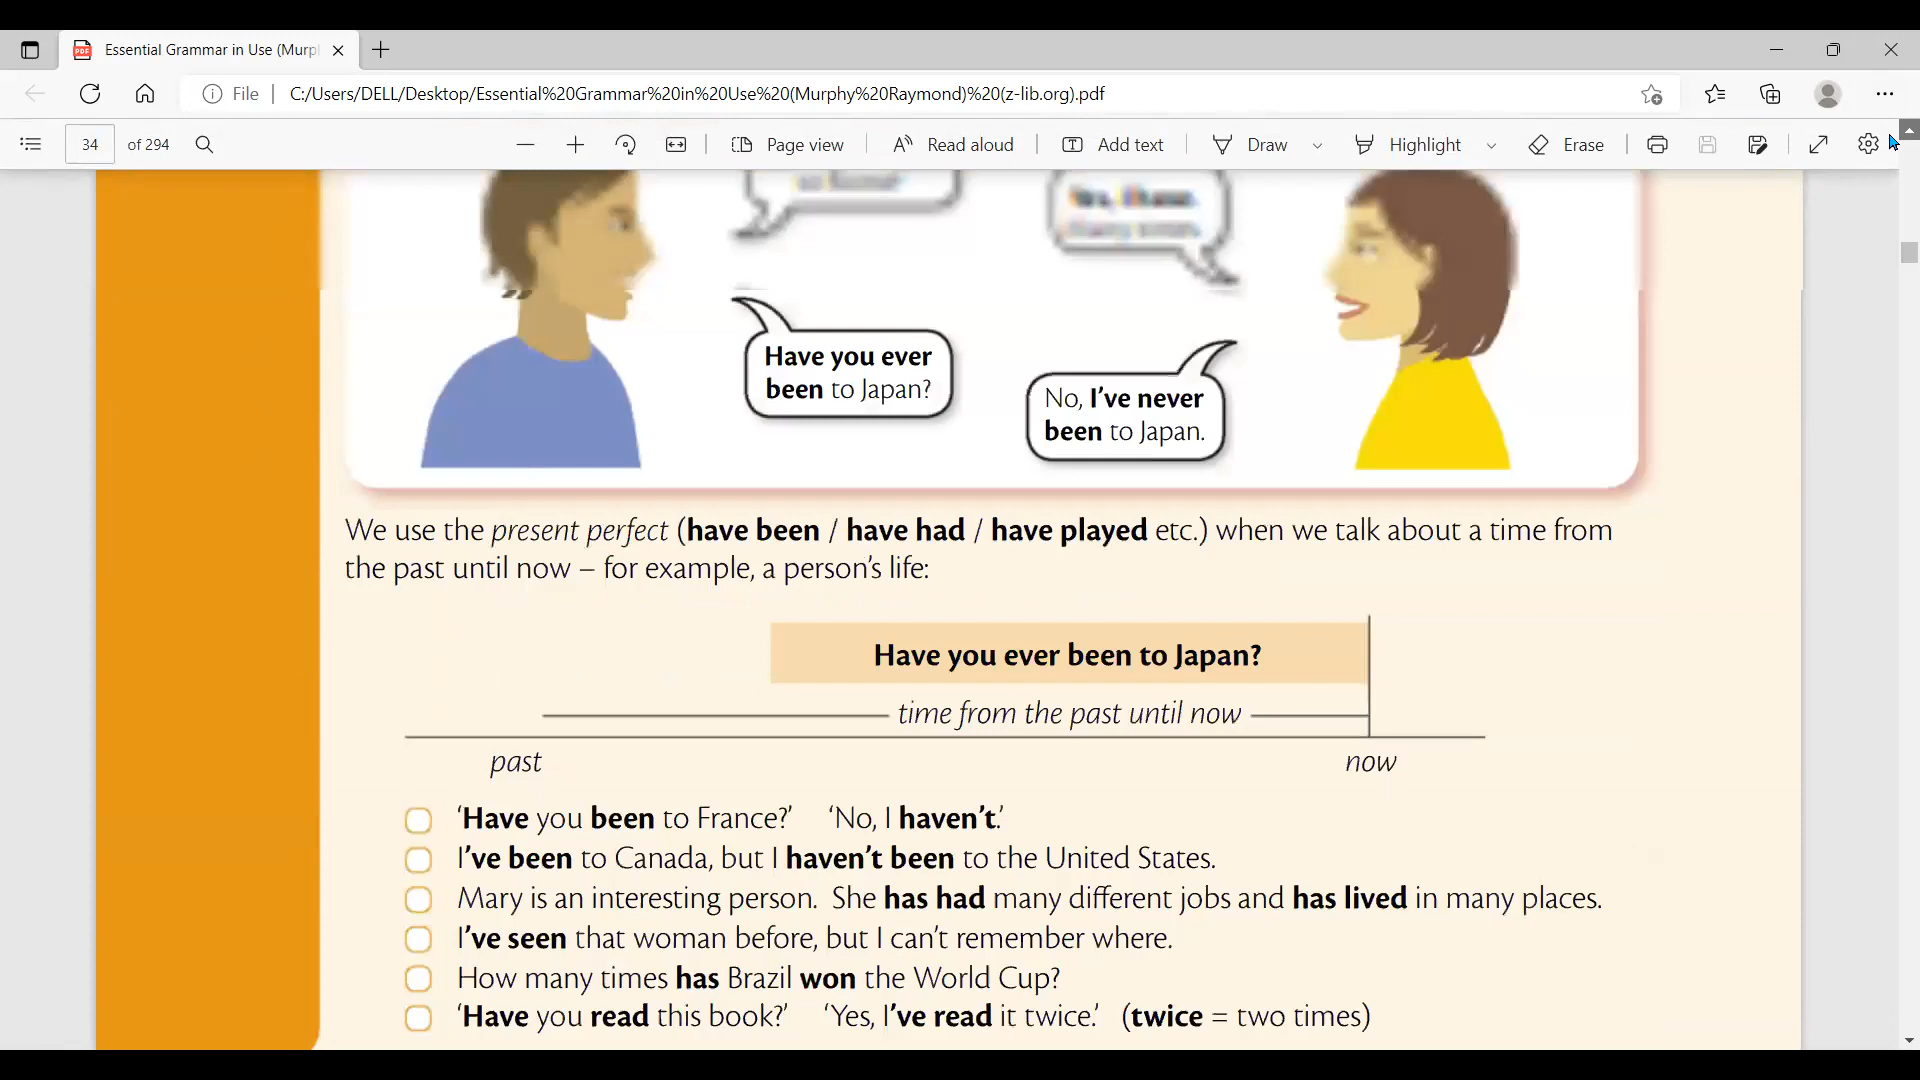 Essential Grammar in Use (Murp
File
C:/Users/DELL/Desktop/Essential%20Grammar%20in%20Use%20(Murphy%20Raymond)%20(z-lib.org).pdf
34 of 294
Page view
Read aloud
Add text
Draw
Highlight
Erase
Yes, I have.
many times.
Have you ever
been to Japan?
No, I've never
been to Japan.
We use the present perfect (have been / have had / have played etc.) when we talk about a time from
the past until now – for example, a person's life:
Have you ever been to Japan?
time from the past until now
past
now
'Have you been to France?' 'No, I haven't.'
I've been to Canada, but I haven't been to the United States.
Mary is an interesting person. She has had many different jobs and has lived in many places.
I've seen that woman before, but I can't remember where.
How many times has Brazil won the World Cup?
'Have you read this book?' 'Yes, I've read it twice.' (twice = two times)